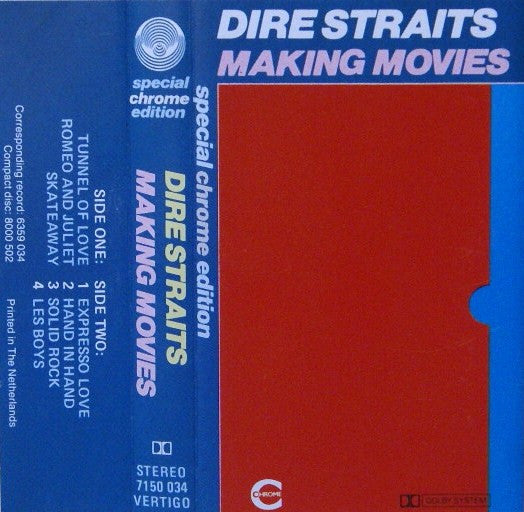 DIRE STRAITS
MAKING MOVIES
special chrome edition
special
chrome
edition
DIRE STRAITS
MAKING MOVIES
STEREO
7150 034
VERTIGO
SIDE ONE:
TUNNEL OF LOVE
ROMEO AND JULIET
SKATEAWAY
SIDE TWO:
1 EXPRESSO LOVE
2 HAND IN HAND
3 SOLID ROCK
4 LES BOYS
Corresponding record: 6359 034
Compact disc: 8000 502
Printed in The Netherlands
CHROME
DOLBY SYSTEM